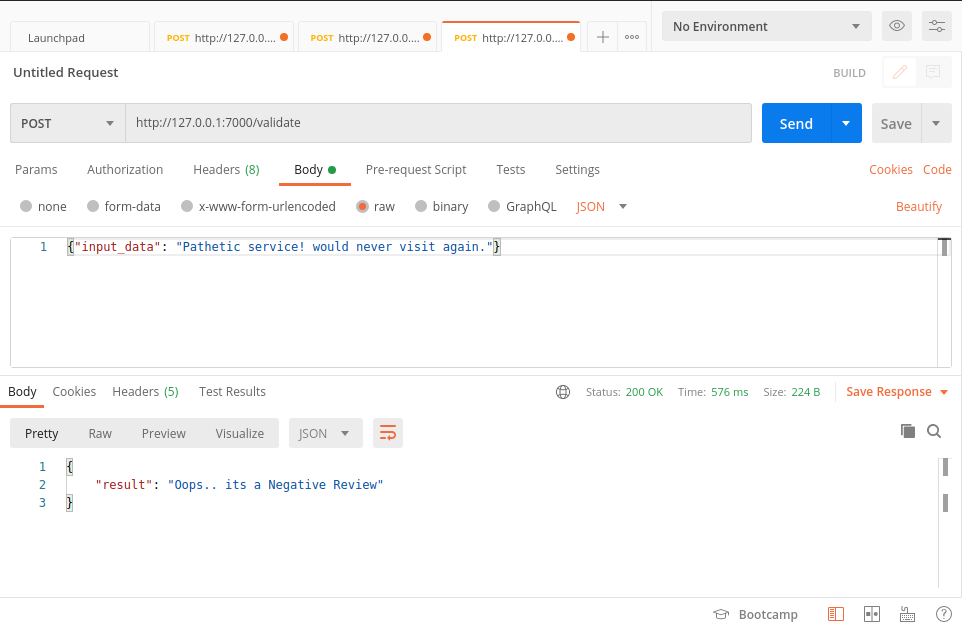 Launchpad POST http://127.0.0.... POST http://127.0.0.... POST http://127.0.0.... No Environment
Untitled Request BUILD
POST http://127.0.0.1:7000/validate Send Save
Params Authorization Headers (8) Body Pre-request Script Tests Settings Cookies Code
none form-data x-www-form-urlencoded raw binary GraphQL JSON Beautify
1 {"input_data": "Pathetic service! would never visit again."}
Body Cookies Headers (5) Test Results Status: 200 OK Time: 576 ms Size: 224 B Save Response
Pretty Raw Preview Visualize JSON
1 {
2 "result": "Oops.. its a Negative Review"
3 }
Bootcamp